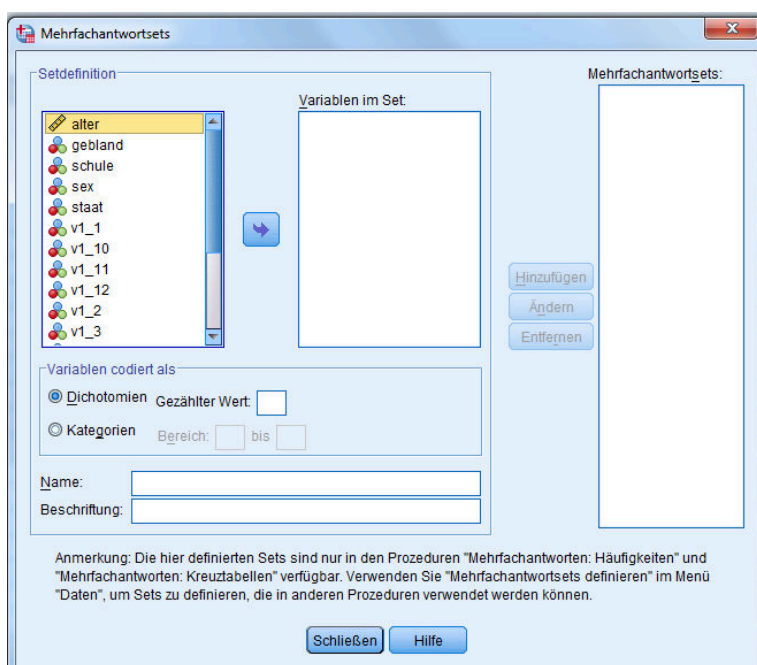 Mehrfachantwortsets
Setdefinition
Mehrfachantwortsets:
Variablen im Set:
alter
gebland
schule
sex
staat
v1_1
v1_10
v1_11
v1_12
v1_2
v1_3
Hinzufügen
Ändern
Entfernen
Variablen codiert als
Dichotomien Gezählter Wert:
Kategorien Bereich: bis
Name:
Beschriftung:
Anmerkung: Die hier definierten Sets sind nur in den Prozeduren "Mehrfachantworten: Häufigkeiten" und
"Mehrfachantworten: Kreuztabellen" verfügbar. Verwenden Sie "Mehrfachantwortsets definieren" im Menü
"Daten", um Sets zu definieren, die in anderen Prozeduren verwendet werden können.
Schließen Hilfe